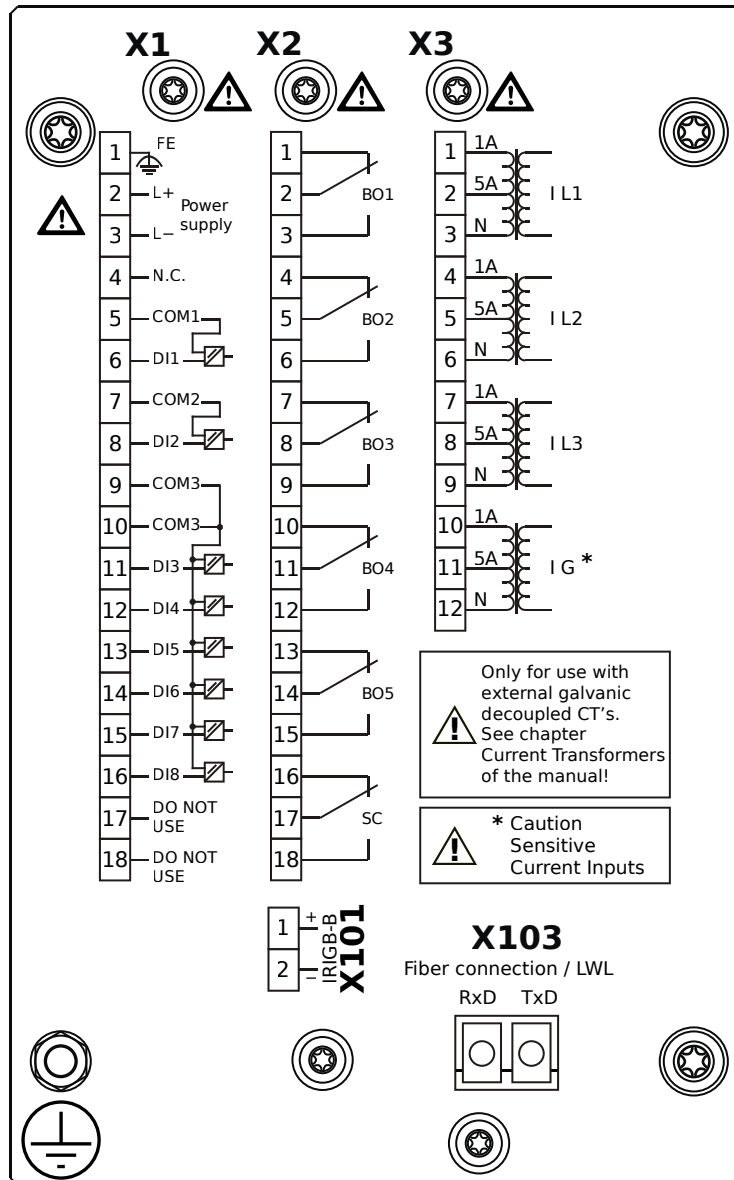 X1 X2 X3
1 FE
2 L+ Power
supply
3 L−
4 N.C.
5 COM1
6 DI1
7 COM2
8 DI2
9 COM3
10 COM3
11 DI3
12 DI4
13 DI5
14 DI6
15 DI7
16 DI8
17 DO NOT
USE
18 DO NOT
USE
1
2 BO1
3
4
5 BO2
6
7
8 BO3
9
10
11 BO4
12
13
14 BO5
15
16
17 SC
18
1 1A
2 5A I L1
3 N
4 1A
5 5A I L2
6 N
7 1A
8 5A I L3
9 N
10 1A
11 5A I G *
12 N
Only for use with
external galvanic
decoupled CT's.
See chapter
Current Transformers
of the manual!
* Caution
Sensitive
Current Inputs
1 +
2 −
IRIGB-B
X101
X103
Fiber connection / LWL
RxD TxD